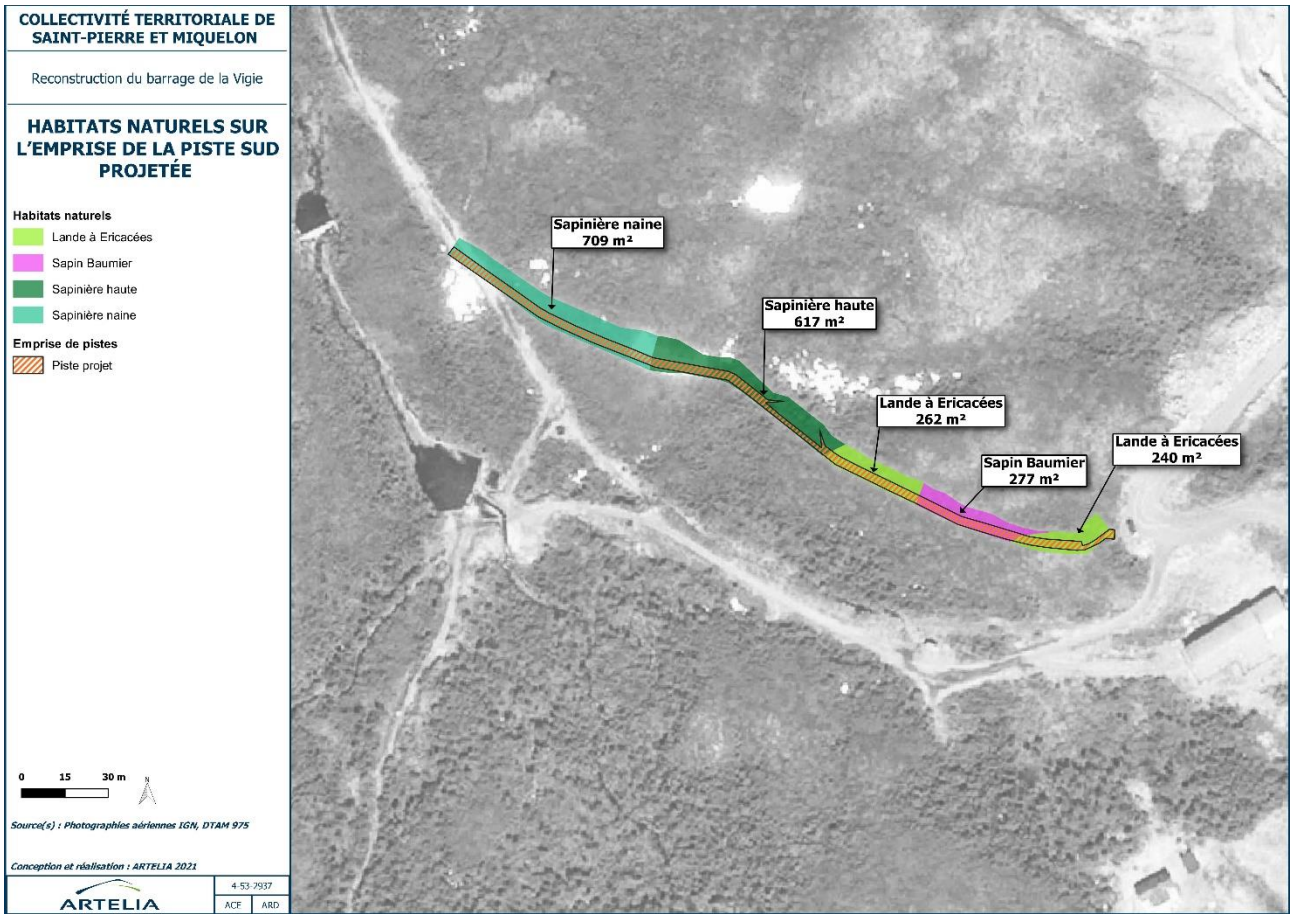 COLLECTIVITÉ TERRITORIALE DE
SAINT-PIERRE ET MIQUELON
Reconstruction du barrage de la Vigie
HABITATS NATURELS SUR
L'EMPRISE DE LA PISTE SUD
PROJETÉE
Habitats naturels
Lande à Ericacées
Sapin Baumier
Sapinière haute
Sapinière naine
Emprise de pistes
Piste projet
0 15 30 m
N
Source(s) : Photographies aériennes IGN, DTAM 975
Conception et réalisation : ARTELIA 2021
ARTELIA
4-53-2937
ACE ARD
Sapinière naine
709 m²
Sapinière haute
617 m²
Lande à Ericacées
262 m²
Sapin Baumier
277 m²
Lande à Ericacées
240 m²